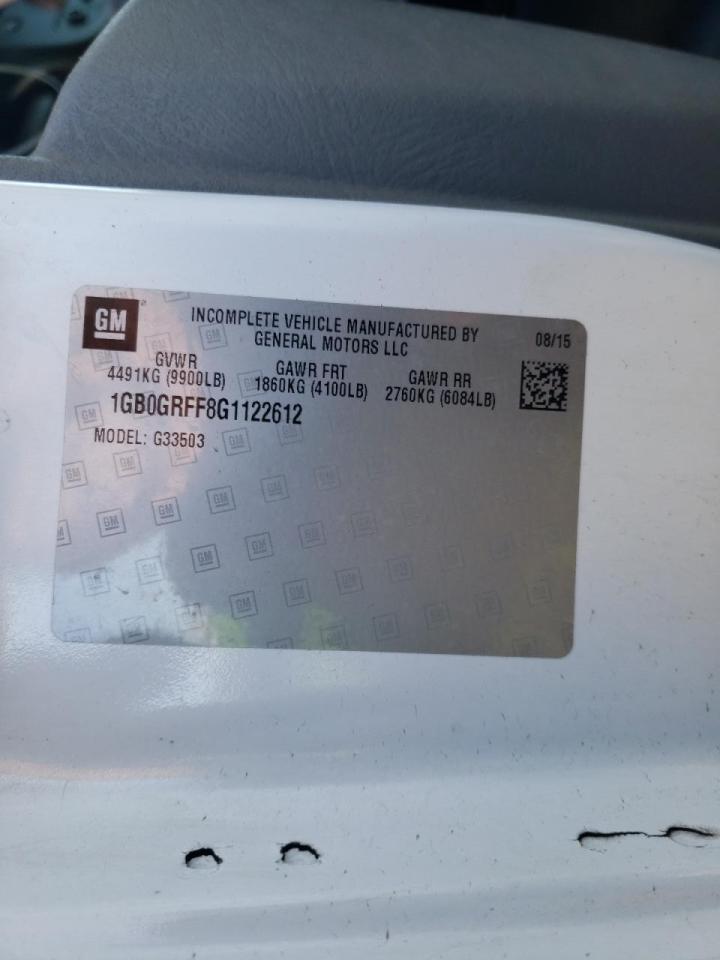 GM
INCOMPLETE VEHICLE MANUFACTURED BY
GENERAL MOTORS LLC
08/15
GVWR
4491KG (9900LB)
GAWR FRT
1860KG (4100LB)
GAWR RR
2760KG (6084LB)
1GB0GRFF8G1122612
MODEL: G33503